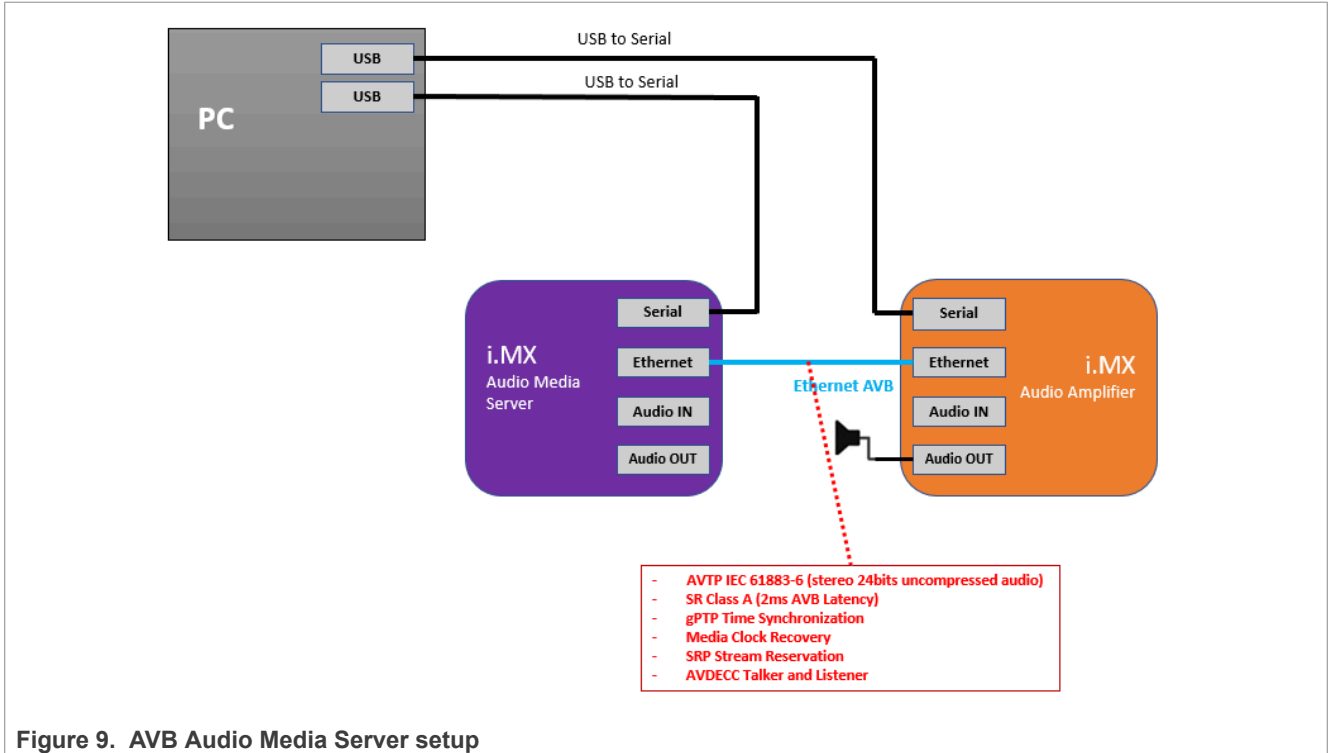 USB to Serial
USB
USB to Serial
USB
PC
Serial
Serial
i.MX
Audio Media
Server
Ethernet
Ethernet
i.MX
Audio Amplifier
Ethernet AVB
Audio IN
Audio IN
Audio OUT
Audio OUT
- AVTP IEC 61883-6 (stereo 24bits uncompressed audio)
- SR Class A (2ms AVB Latency)
- gPTP Time Synchronization
- Media Clock Recovery
- SRP Stream Reservation
- AVDECC Talker and Listener
Figure 9. AVB Audio Media Server setup